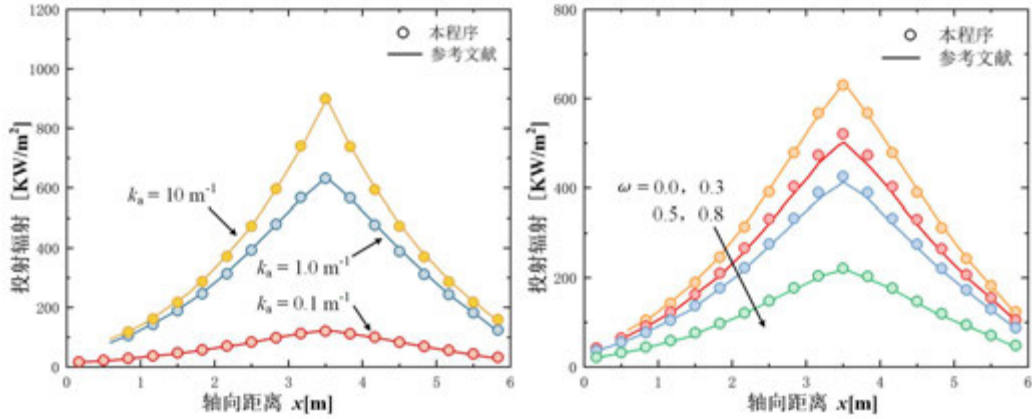 1200
1000
800
600
400
200
0
投射辐射 [KW/m²]
本程序
参考文献
kₐ = 10 m⁻¹
kₐ = 1.0 m⁻¹
kₐ = 0.1 m⁻¹
0 1 2 3 4 5 6
轴向距离 x[m]
800
600
400
200
0
投射辐射 [KW/m²]
本程序
参考文献
ω = 0.0, 0.3
0.5, 0.8
0 1 2 3 4 5 6
轴向距离 x[m]